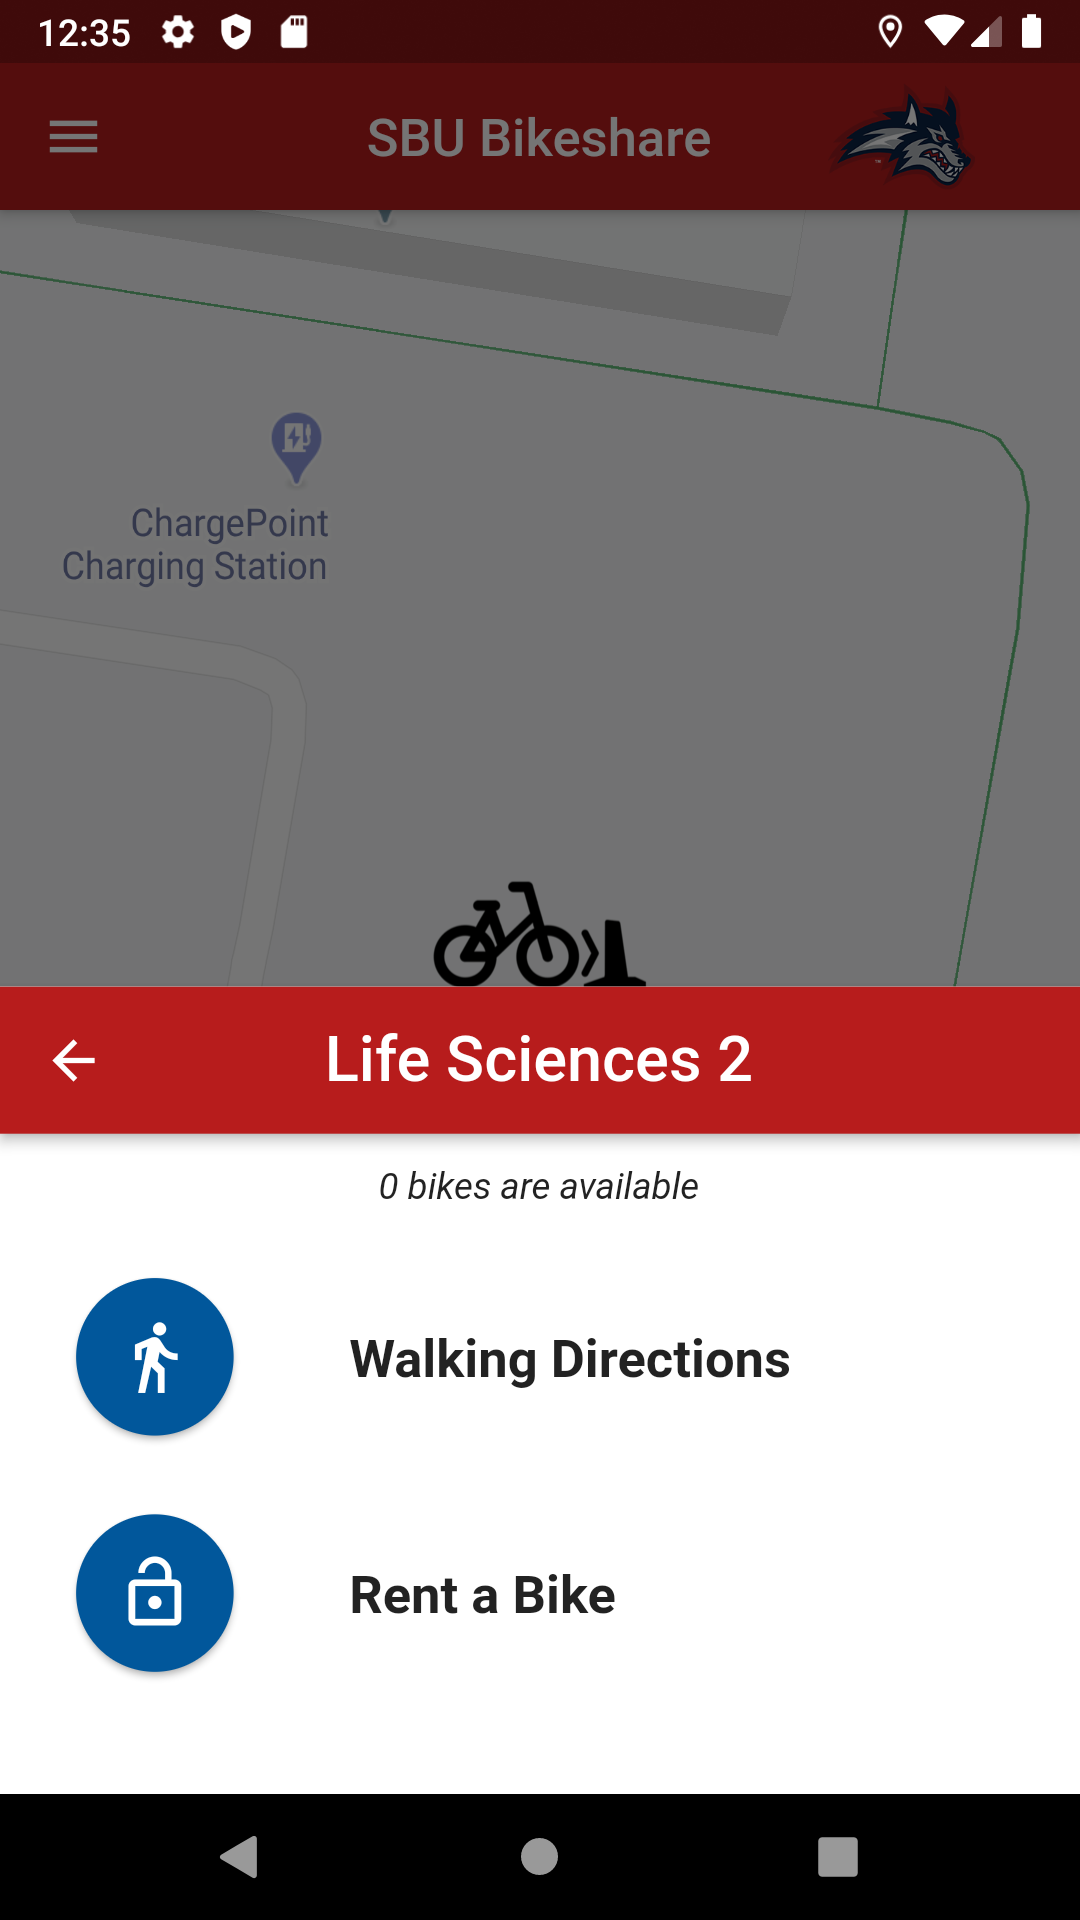 12:35
SBU Bikeshare
ChargePoint
Charging Station
Life Sciences 2
0 bikes are available
Walking Directions
Rent a Bike